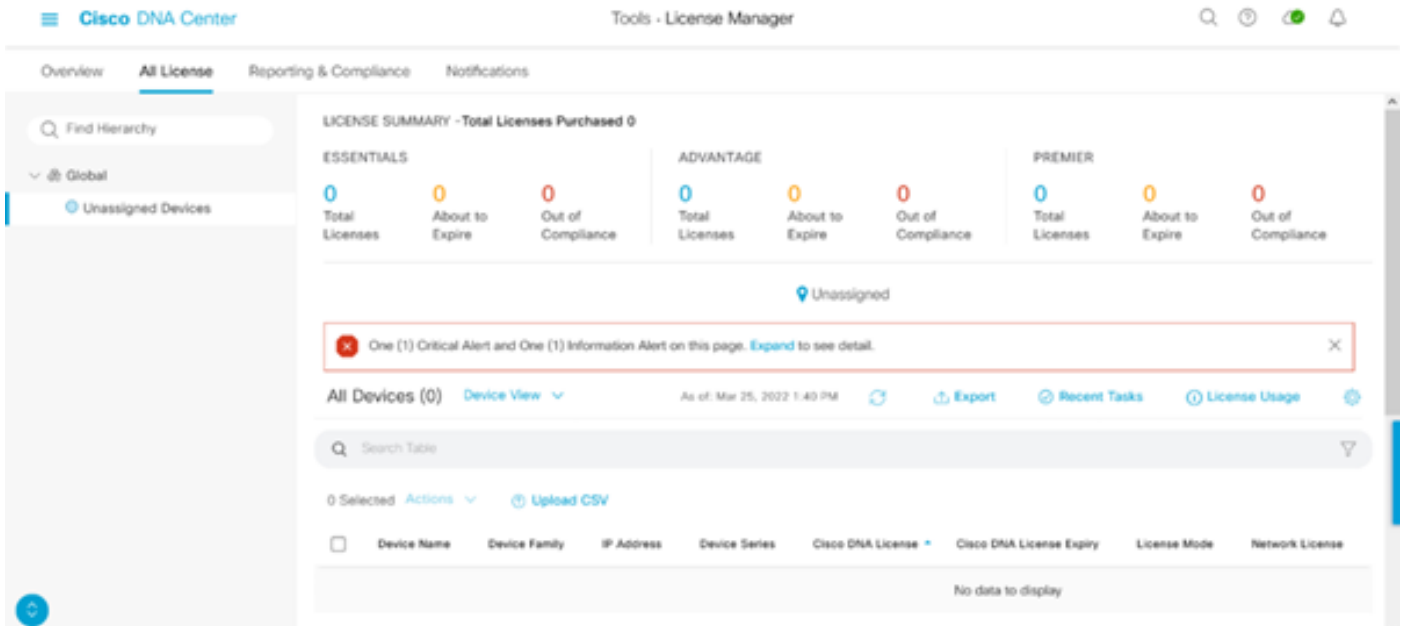 Cisco DNA Center
Tools - License Manager
Overview All License Reporting & Compliance Notifications
Find Hierarchy
Global
Unassigned Devices
LICENSE SUMMARY - Total Licenses Purchased 0
ESSENTIALS ADVANTAGE PREMIER
0 0 0 0 0 0 0 0 0
Total About to Out of Total About to Out of Total About to Out of
Licenses Expire Compliance Licenses Expire Compliance Licenses Expire Compliance
Unassigned
One (1) Critical Alert and One (1) Information Alert on this page. Expand to see detail.
All Devices (0) Device View As of: Mar 25, 2022 1:40 PM Export Recent Tasks License Usage
Search Table
0 Selected Actions Upload CSV
Device Name Device Family IP Address Device Series Cisco DNA License Cisco DNA License Expiry License Mode Network License
No data to display